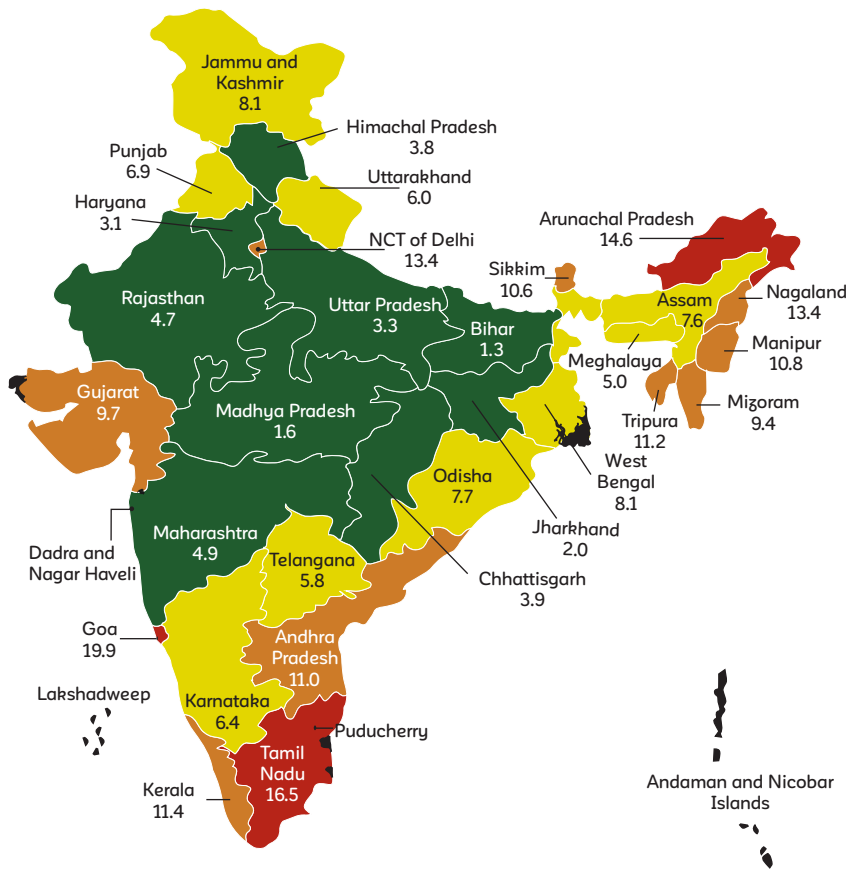 Jammu and
Kashmir
8.1
Himachal Pradesh
3.8
Punjab
6.9
Uttarakhand
6.0
Haryana
3.1
NCT of Delhi
13.4
Arunachal Pradesh
14.6
Sikkim
10.6
Assam
7.6
Nagaland
13.4
Rajasthan
4.7
Uttar Pradesh
3.3
Bihar
1.3
Meghalaya
5.0
Manipur
10.8
Gujarat
9.7
Madhya Pradesh
1.6
Tripura
11.2
Mizoram
9.4
West
Bengal
8.1
Odisha
7.7
Jharkhand
2.0
Maharashtra
4.9
Dadra and
Nagar Haveli
Telangana
5.8
Chhattisgarh
3.9
Goa
19.9
Andhra
Pradesh
11.0
Lakshadweep
Karnataka
6.4
Puducherry
Tamil
Nadu
16.5
Kerala
11.4
Andaman and Nicobar
Islands